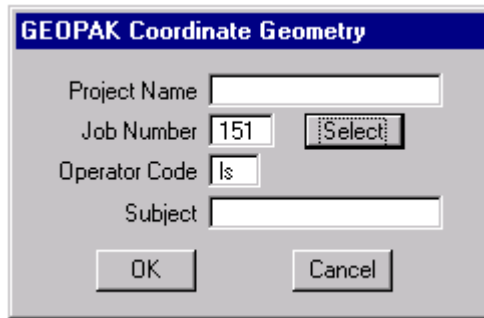 GEOPAK Coordinate Geometry
Project Name
Job Number 151 Select
Operator Code ls
Subject
OK Cancel